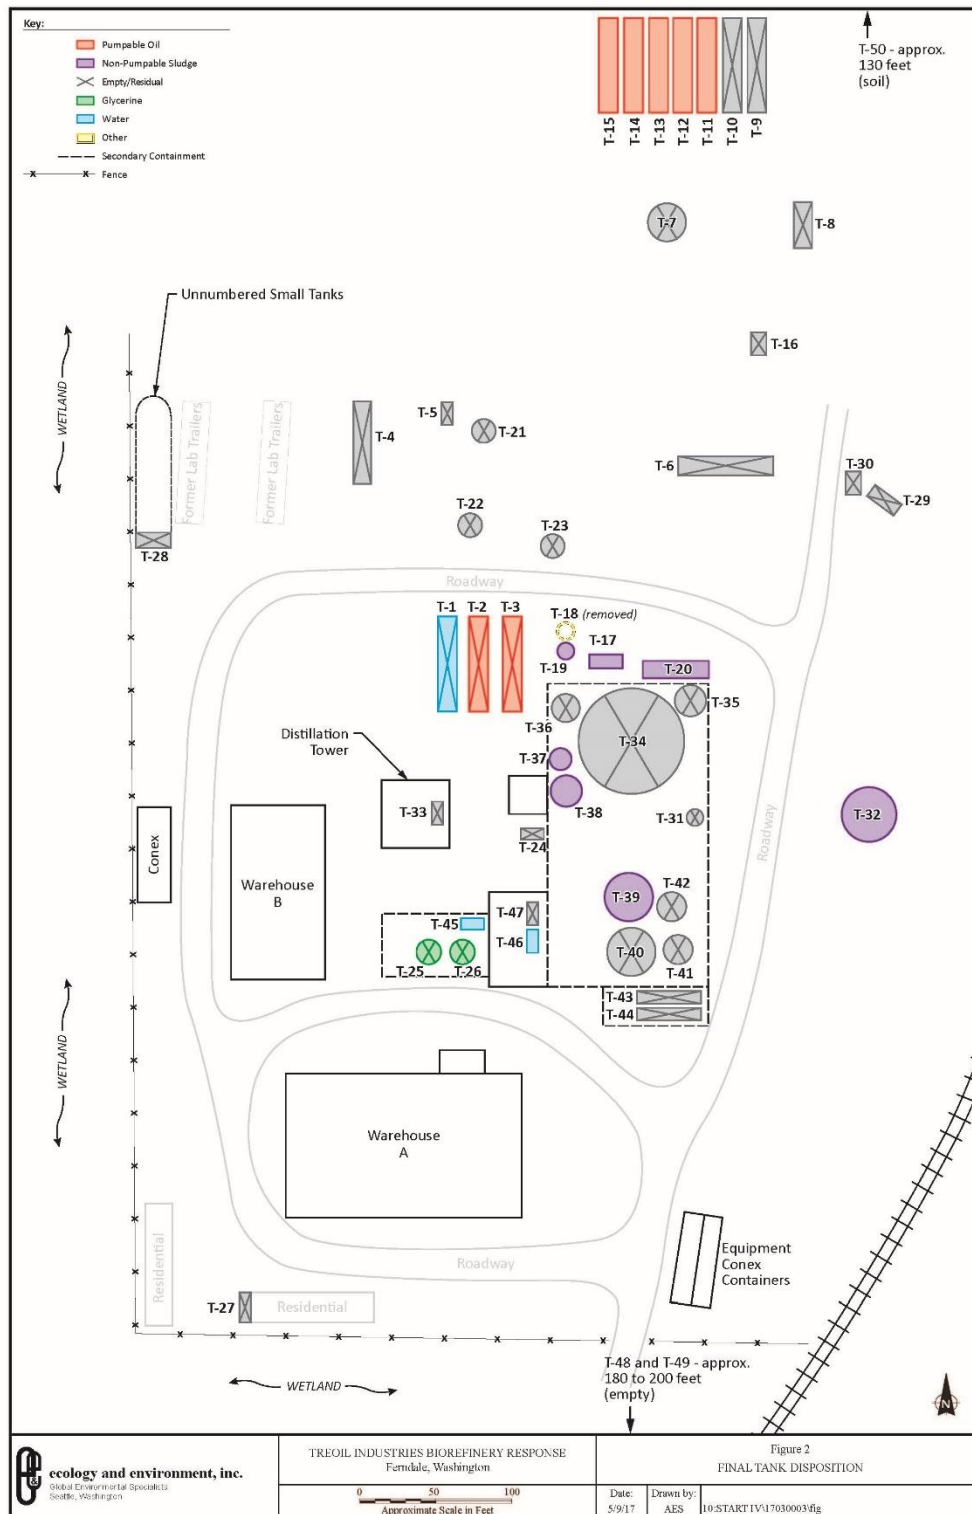 Key:
Pumpable Oil
Non-Pumpable Sludge
Empty/Residual
Glycerine
Water
Other
Secondary Containment
Fence
T-15
T-14
T-13
T-12
T-11
T-10
T-9
T-50 - approx.
130 feet
(soil)
T-7
T-8
Unnumbered Small Tanks
T-16
WETLAND
Former Lab Trailers
Former Lab Trailers
T-4
T-5
T-21
T-6
T-30
T-29
T-22
T-23
T-28
Roadway
T-1
T-2
T-3
T-18 (removed)
T-17
T-19
T-20
T-35
T-36
T-34
Distillation
Tower
T-37
T-38
T-33
T-31
T-24
T-32
Roadway
Conex
Warehouse
B
T-39
T-42
T-47
T-45
T-46
T-40
T-41
T-25
T-26
T-43
T-44
WETLAND
Warehouse
A
Residential
Roadway
Equipment
Conex
Containers
T-27
Residential
T-48 and T-49 - approx.
180 to 200 feet
(empty)
WETLAND
N
ecology and environment, inc.
Global Environmental Specialists
Seattle, Washington
TREOIL INDUSTRIES BIOREFINERY RESPONSE
Ferndale, Washington
0 50 100
Approximate Scale in Feet
Figure 2
FINAL TANK DISPOSITION
Date:
5/9/17
Drawn by:
AES
10:START IV\17030003\fig